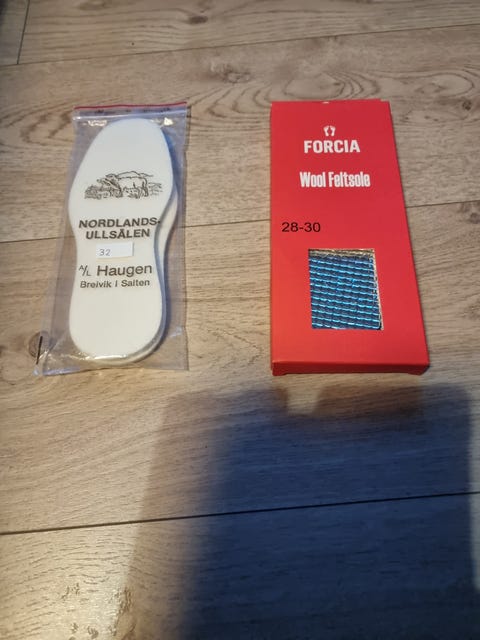 NORDLANDS-
ULLSÅLEN
32
A/L Haugen
Breivik i Salten
FORCIA
Wool Feltsole
28-30